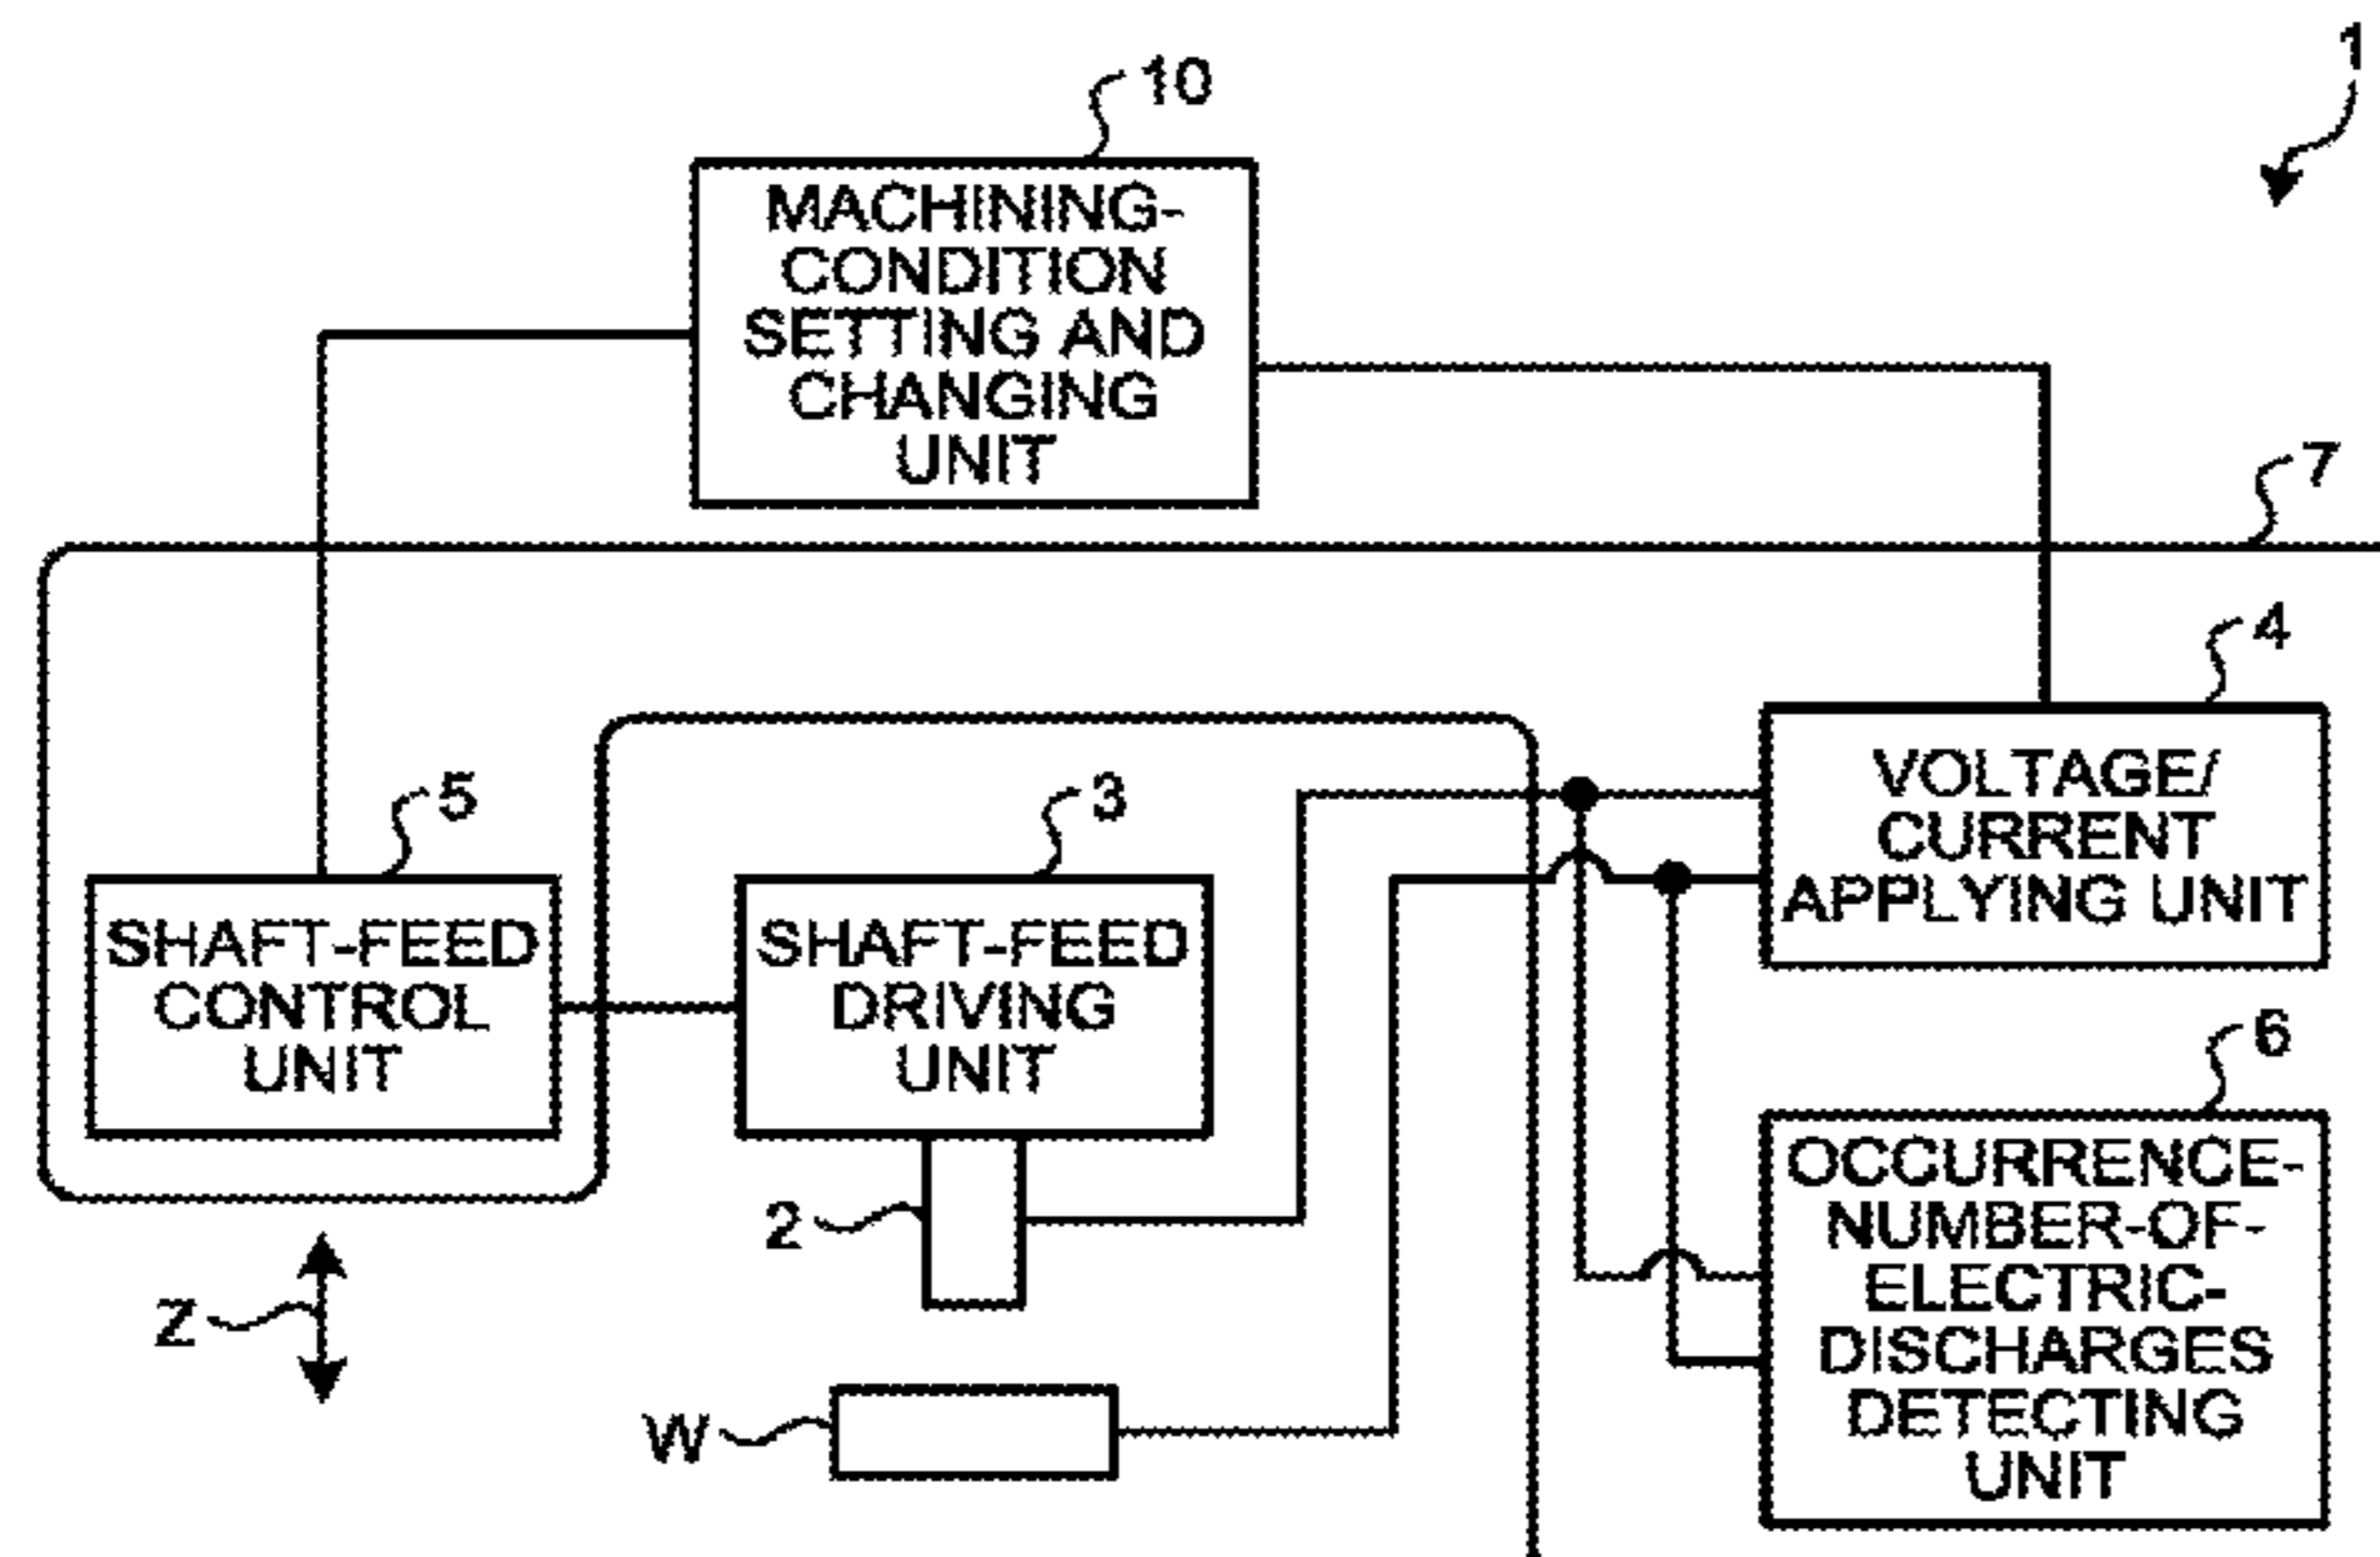 1
10
MACHINING-
CONDITION
SETTING AND
CHANGING
UNIT
7
4
VOLTAGE/
CURRENT
APPLYING UNIT
5
SHAFT-FEED
CONTROL
UNIT
3
SHAFT-FEED
DRIVING
UNIT
6
OCCURRENCE-
NUMBER-OF-
ELECTRIC-
DISCHARGES
DETECTING
UNIT
2
Z
W